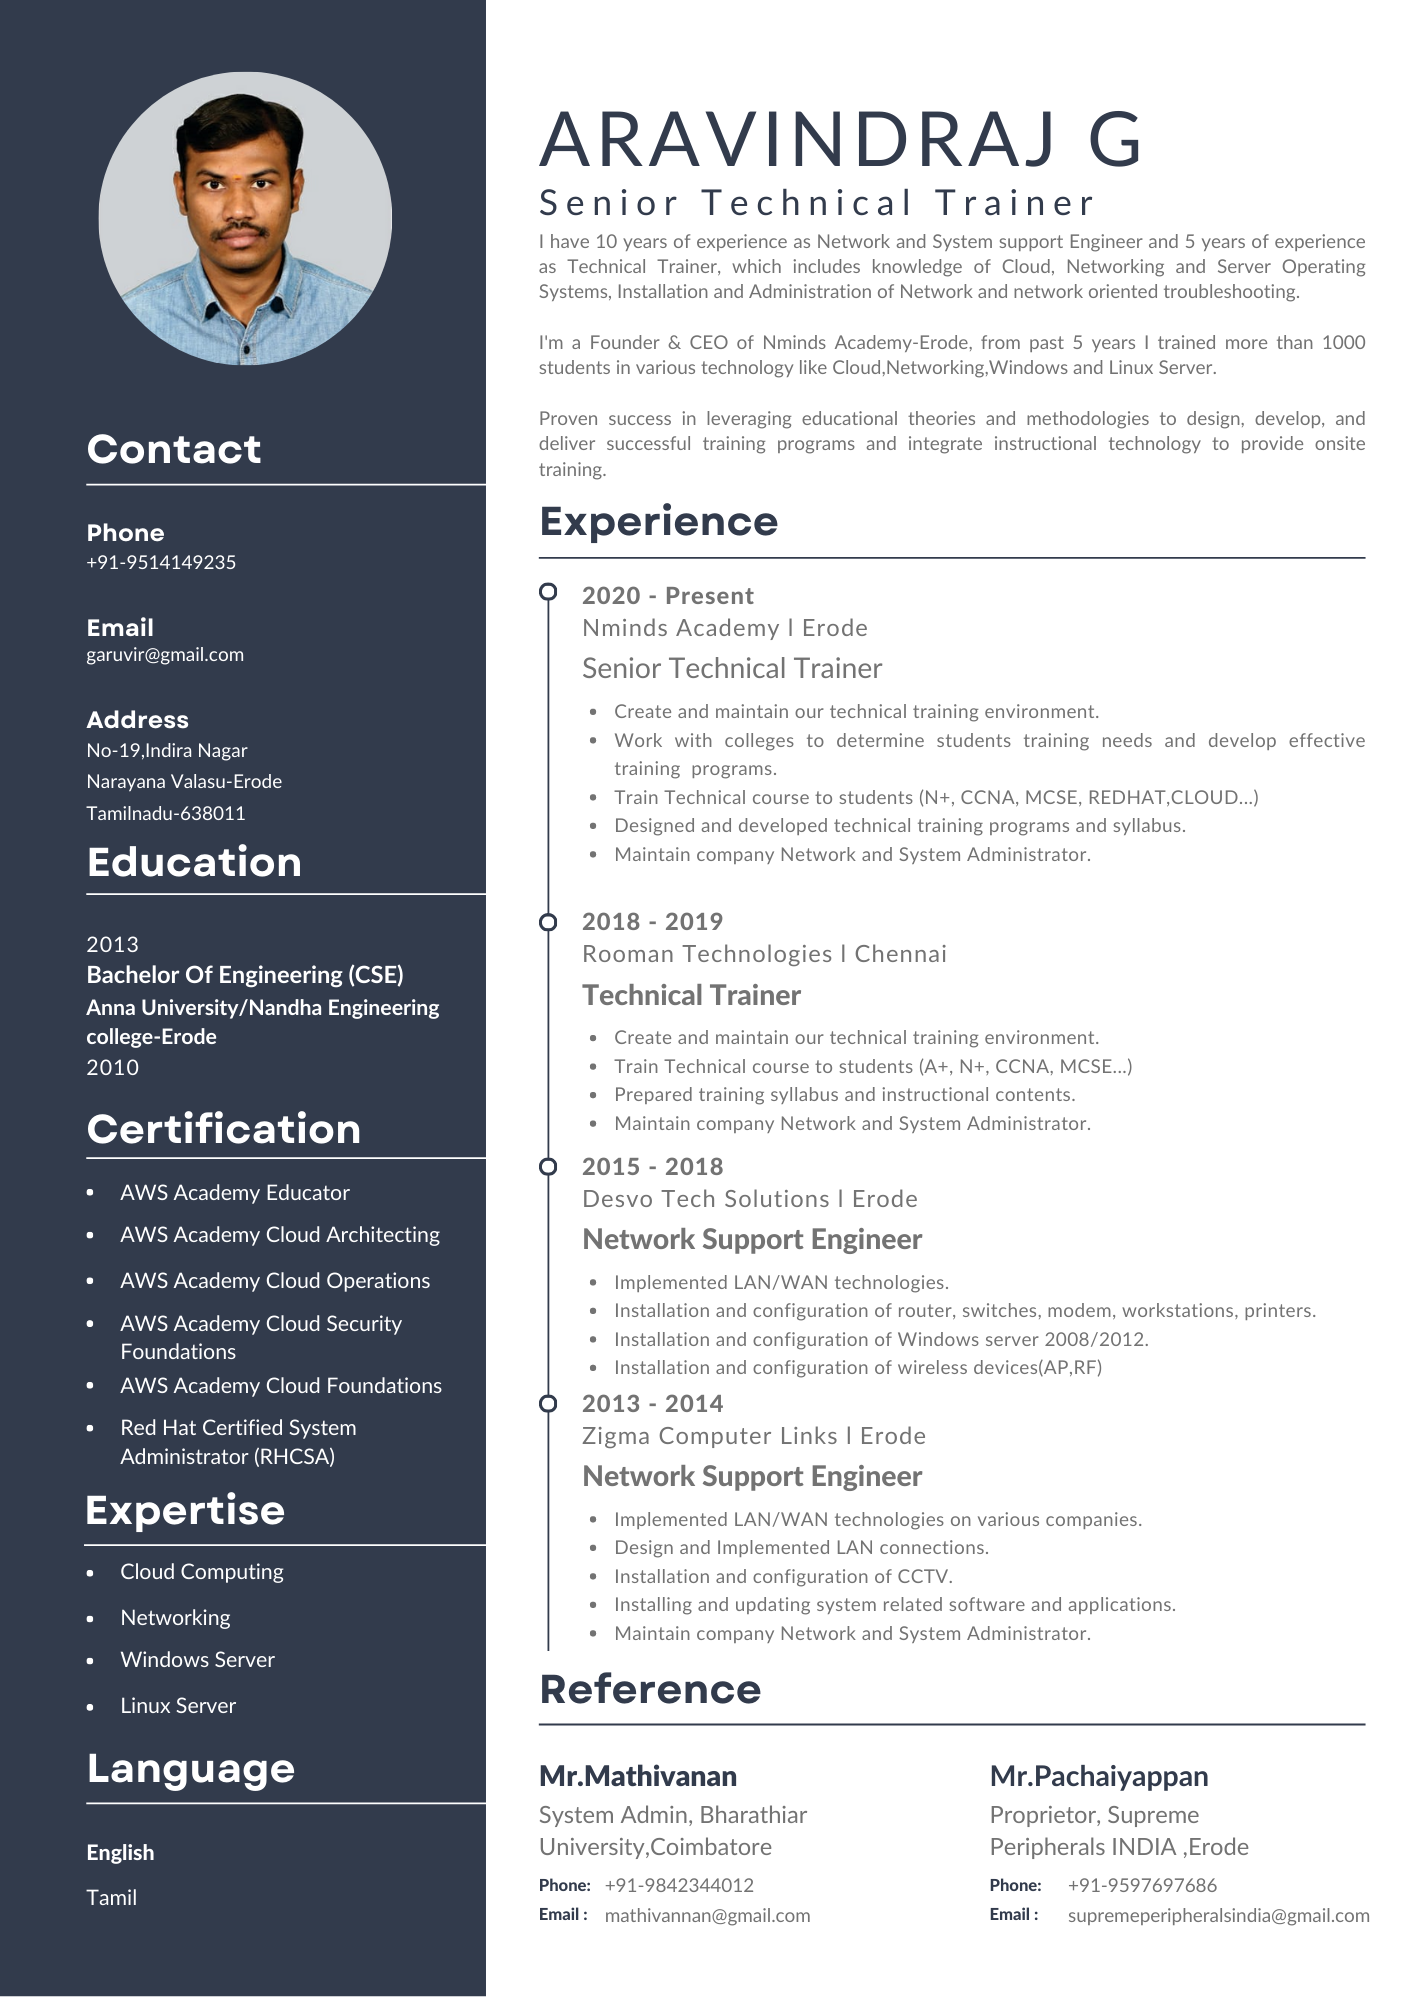 ARAVINDRAJ G
Senior Technical Trainer
I have 10 years of experience as Network and System support Engineer and 5 years of experience
as Technical Trainer, which includes knowledge of Cloud, Networking and Server Operating
Systems, Installation and Administration of Network and network oriented troubleshooting.
I'm a Founder & CEO of Nminds Academy-Erode, from past 5 years I trained more than 1000
students in various technology like Cloud,Networking,Windows and Linux Server.
Proven success in leveraging educational theories and methodologies to design, develop, and
deliver successful training programs and integrate instructional technology to provide onsite
training.
Contact
Phone
+91-9514149235
Email
garuvir@gmail.com
Address
No-19,Indira Nagar
Narayana Valasu-Erode
Tamilnadu-638011
Education
2013
Bachelor Of Engineering (CSE)
Anna University/Nandha Engineering
college-Erode
2010
Certification
• AWS Academy Educator
• AWS Academy Cloud Architecting
• AWS Academy Cloud Operations
• AWS Academy Cloud Security
Foundations
• AWS Academy Cloud Foundations
• Red Hat Certified System
Administrator (RHCSA)
Expertise
• Cloud Computing
• Networking
• Windows Server
• Linux Server
Language
English
Tamil
Experience
2020 - Present
Nminds Academy l Erode
Senior Technical Trainer
• Create and maintain our technical training environment.
• Work with colleges to determine students training needs and develop effective
training programs.
• Train Technical course to students (N+, CCNA, MCSE, REDHAT,CLOUD...)
• Designed and developed technical training programs and syllabus.
• Maintain company Network and System Administrator.
2018 - 2019
Rooman Technologies l Chennai
Technical Trainer
• Create and maintain our technical training environment.
• Train Technical course to students (A+, N+, CCNA, MCSE...)
• Prepared training syllabus and instructional contents.
• Maintain company Network and System Administrator.
2015 - 2018
Desvo Tech Solutions l Erode
Network Support Engineer
• Implemented LAN/WAN technologies.
• Installation and configuration of router, switches, modem, workstations, printers.
• Installation and configuration of Windows server 2008/2012.
• Installation and configuration of wireless devices(AP,RF)
2013 - 2014
Zigma Computer Links l Erode
Network Support Engineer
• Implemented LAN/WAN technologies on various companies.
• Design and Implemented LAN connections.
• Installation and configuration of CCTV.
• Installing and updating system related software and applications.
• Maintain company Network and System Administrator.
Reference
Mr.Mathivanan
System Admin, Bharathiar
University,Coimbatore
Phone: +91-9842344012
Email : mathivannan@gmail.com
Mr.Pachaiyappan
Proprietor, Supreme
Peripherals INDIA ,Erode
Phone: +91-9597697686
Email : supremeperipheralsindia@gmail.com